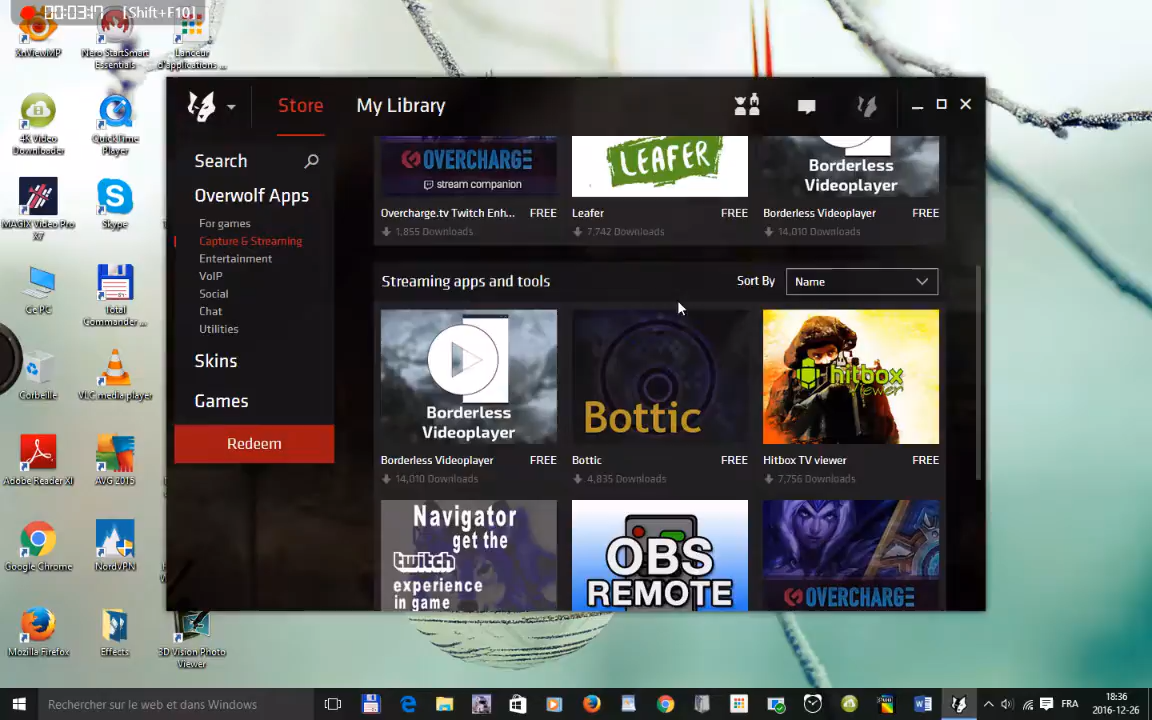 00:03:17 [Shift+F10]
XnViewMP
Nero StartSmart Essentials
Lanceur d'applications ...
4K Video Downloader
QuickTime Player
MAGIX Video Pro X7
Skype
Ce PC
Total Commander ...
Corbeille
VLC media player
Adobe Reader XI
AVG 2015
Google Chrome
NordVPN
Mozilla Firefox
Effects
3D Vision Photo Viewer
Store
My Library
Search
Overwolf Apps
For games
Capture & Streaming
Entertainment
VoIP
Social
Chat
Utilities
Skins
Games
Redeem
OVERCHARGE
stream companion
LEAFER
Borderless
Videoplayer
Overcharge.tv Twitch Enh... FREE
1,855 Downloads
Leafer FREE
7,742 Downloads
Borderless Videoplayer FREE
14,010 Downloads
Streaming apps and tools
Sort By Name
Borderless
Videoplayer
Bottic
hitbox
viewer
Borderless Videoplayer FREE
14,010 Downloads
Bottic FREE
4,835 Downloads
Hitbox TV viewer FREE
7,756 Downloads
Navigator
get the
twitch
experience
in game
OBS
REMOTE
OVERCHARGE
Rechercher sur le web et dans Windows
FRA
18:36
2016-12-26